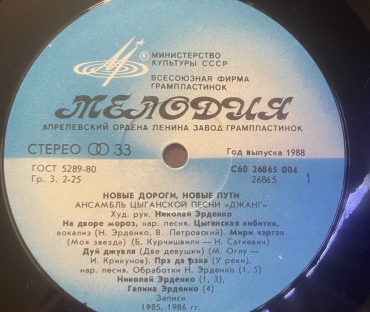 МИНИСТЕРСТВО
КУЛЬТУРЫ СССР
ВСЕСОЮЗНАЯ ФИРМА
ГРАМПЛАСТИНОК
МЕЛОДИЯ
АПРЕЛЕВСКИЙ ОРДЕНА ЛЕНИНА ЗАВОД ГРАМПЛАСТИНОК
СТЕРЕО 33
Год выпуска 1988
ГОСТ 5289-80
С60 26865 004
Гр. 3. 2-25
26865
1
НОВЫЕ ДОРОГИ, НОВЫЕ ПУТИ
АНСАМБЛЬ ЦЫГАНСКОЙ ПЕСНИ «ДЖАНГ»
Худ. рук. Николай Эрденко
На дворе мороз, нар. песня. Цыганская кибитка,
вокализ (Н. Эрденко, В. Петровский). Мири чэргэн
(Моя звезда) (Б. Курчишвили — Н. Саткевич)
Дуй джувля (Две девушки) (М. Оглу —
И. Крикунов). Прэ да рэка (У реки),
нар. песня. Обработки Н. Эрденко (1, 5)
Николай Эрденко (1, 3),
Галина Эрденко (4)
Записи
1985, 1986 гг.